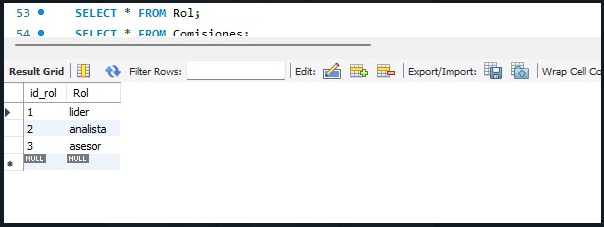 53 SELECT * FROM Rol;
54 SELECT * FROM Comisiones;
Result Grid Filter Rows: Edit: Export/Import: Wrap Cell Co
id_rol Rol
1 lider
2 analista
3 asesor
NULL NULL